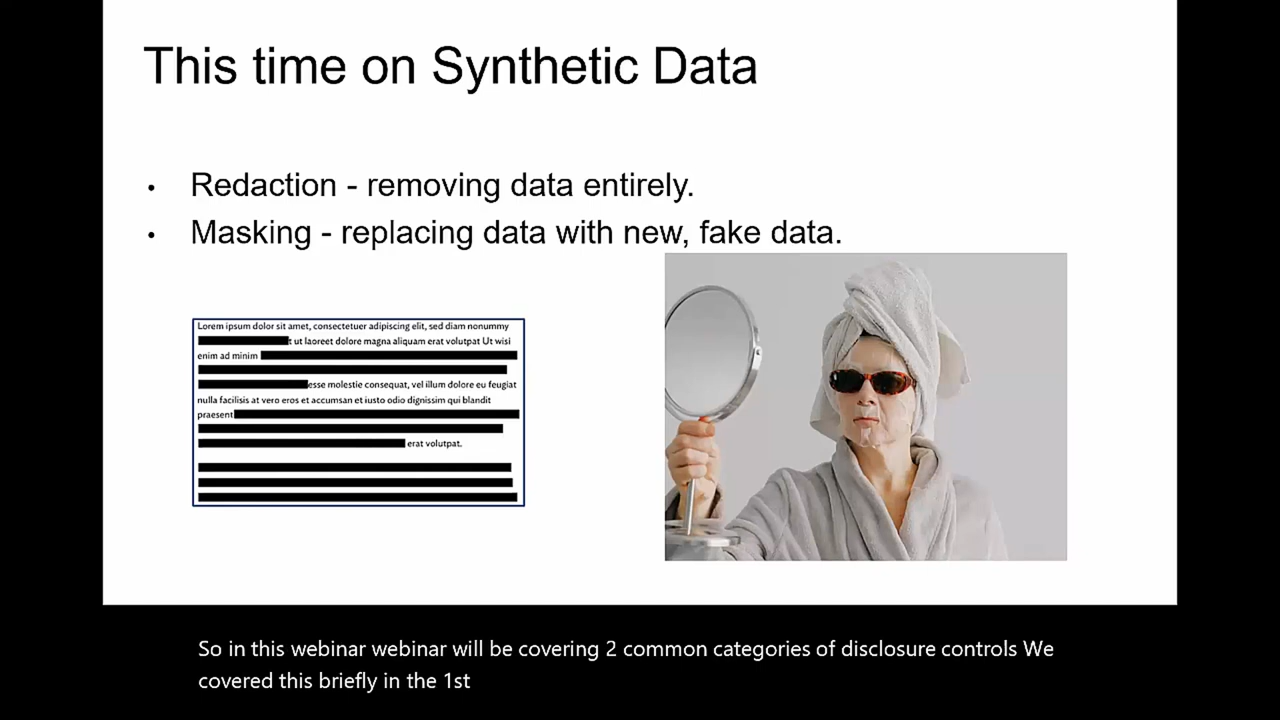 This time on Synthetic Data
• Redaction - removing data entirely.
• Masking - replacing data with new, fake data.
Lorem ipsum dolor sit amet, consectetuer adipiscing elit, sed diam nonummy
t ut laoreet dolore magna aliquam erat volutpat Ut wisi
enim ad minim
esse molestie consequat, vel illum dolore eu feugiat
nulla facilisis at vero eros et accumsan et iusto odio dignissim qui blandit
praesent
erat volutpat.
So in this webinar webinar will be covering 2 common categories of disclosure controls We
covered this briefly in the 1st